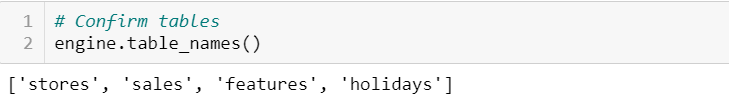 1 # Confirm tables
2 engine.table_names()
['stores', 'sales', 'features', 'holidays']